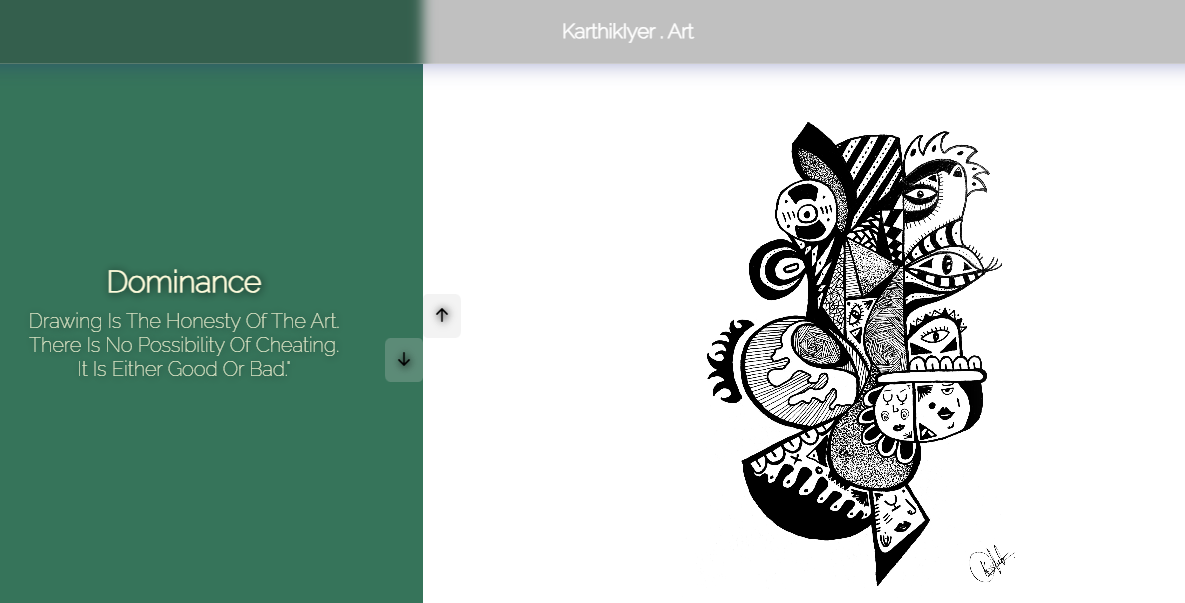 KarthikIyer . Art
Dominance
Drawing Is The Honesty Of The Art.
There Is No Possibility Of Cheating.
It Is Either Good Or Bad."